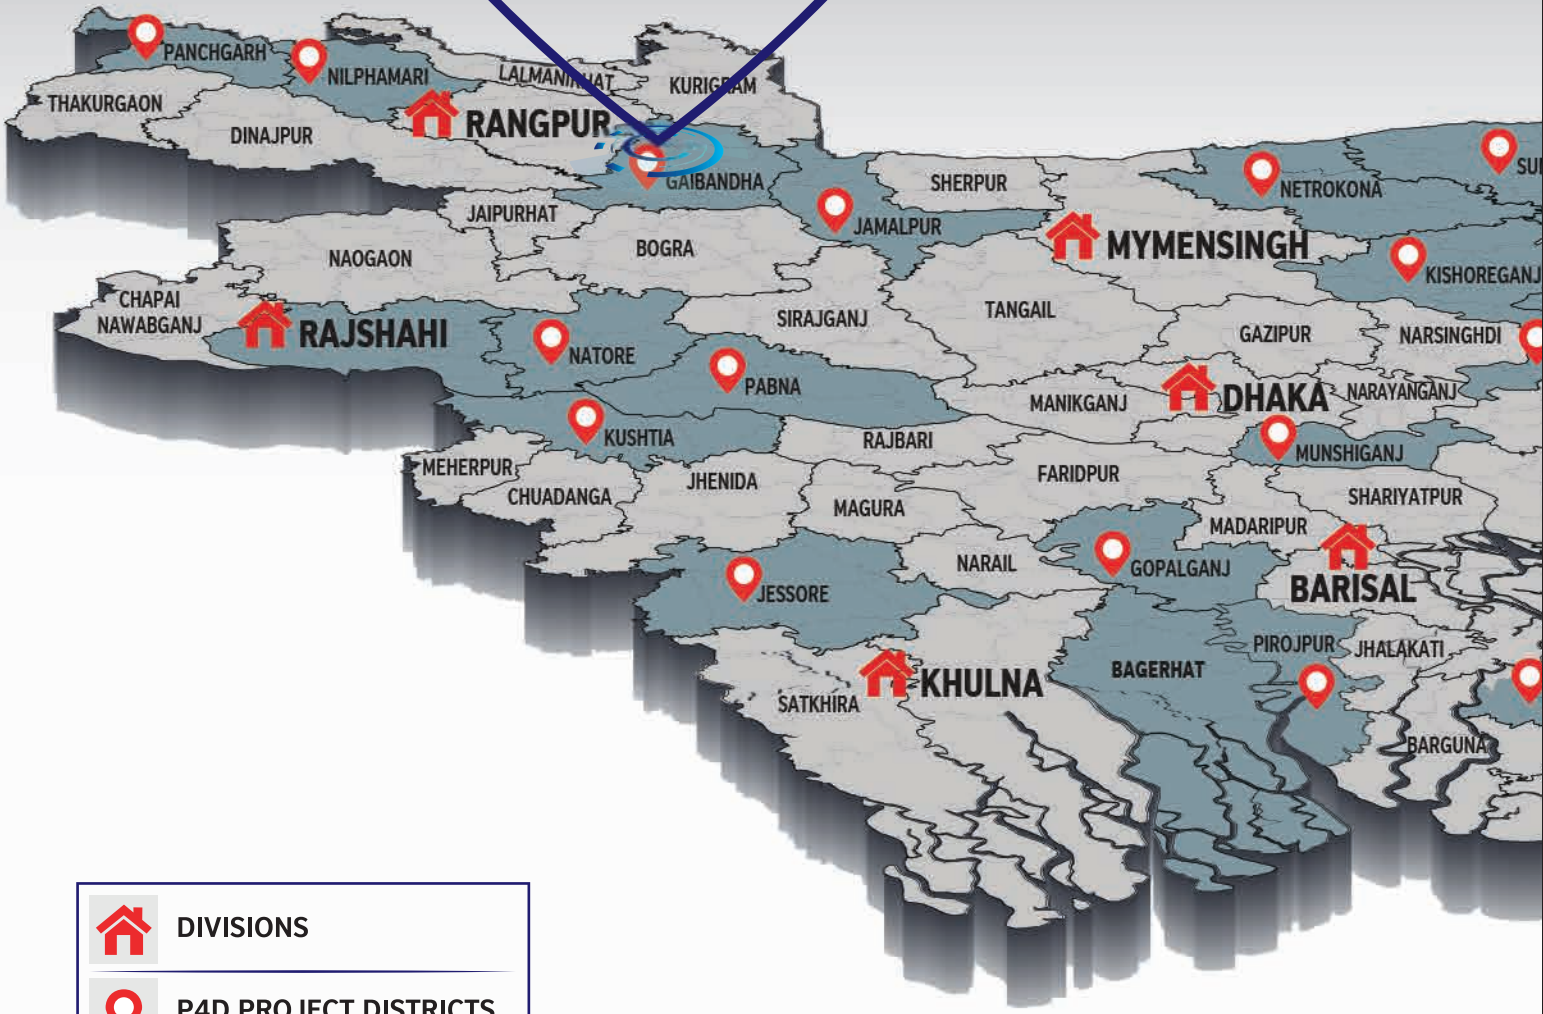 PANCHGARH
NILPHAMARI
LALMANIRHAT
KURIGRAM
THAKURGAON
DINAJPUR
RANGPUR
GAIBANDHA
SHERPUR
NETROKONA
JAIPURHAT
JAMALPUR
MYMENSINGH
NAOGAON
BOGRA
KISHOREGANJ
CHAPAI
NAWABGANJ
RAJSHAHI
SIRAJGANJ
TANGAIL
GAZIPUR
NARSINGHDI
NATORE
PABNA
MANIKGANJ
DHAKA
NARAYANGANJ
KUSHTIA
RAJBARI
MUNSHIGANJ
MEHERPUR
CHUADANGA
JHENIDA
MAGURA
FARIDPUR
SHARIYATPUR
MADARIPUR
NARAIL
GOPALGANJ
BARISAL
JESSORE
PIROJPUR
JHALAKATI
BAGERHAT
KHULNA
SATKHIRA
BARGUNA
DIVISIONS
P4D PROJECT DISTRICTS